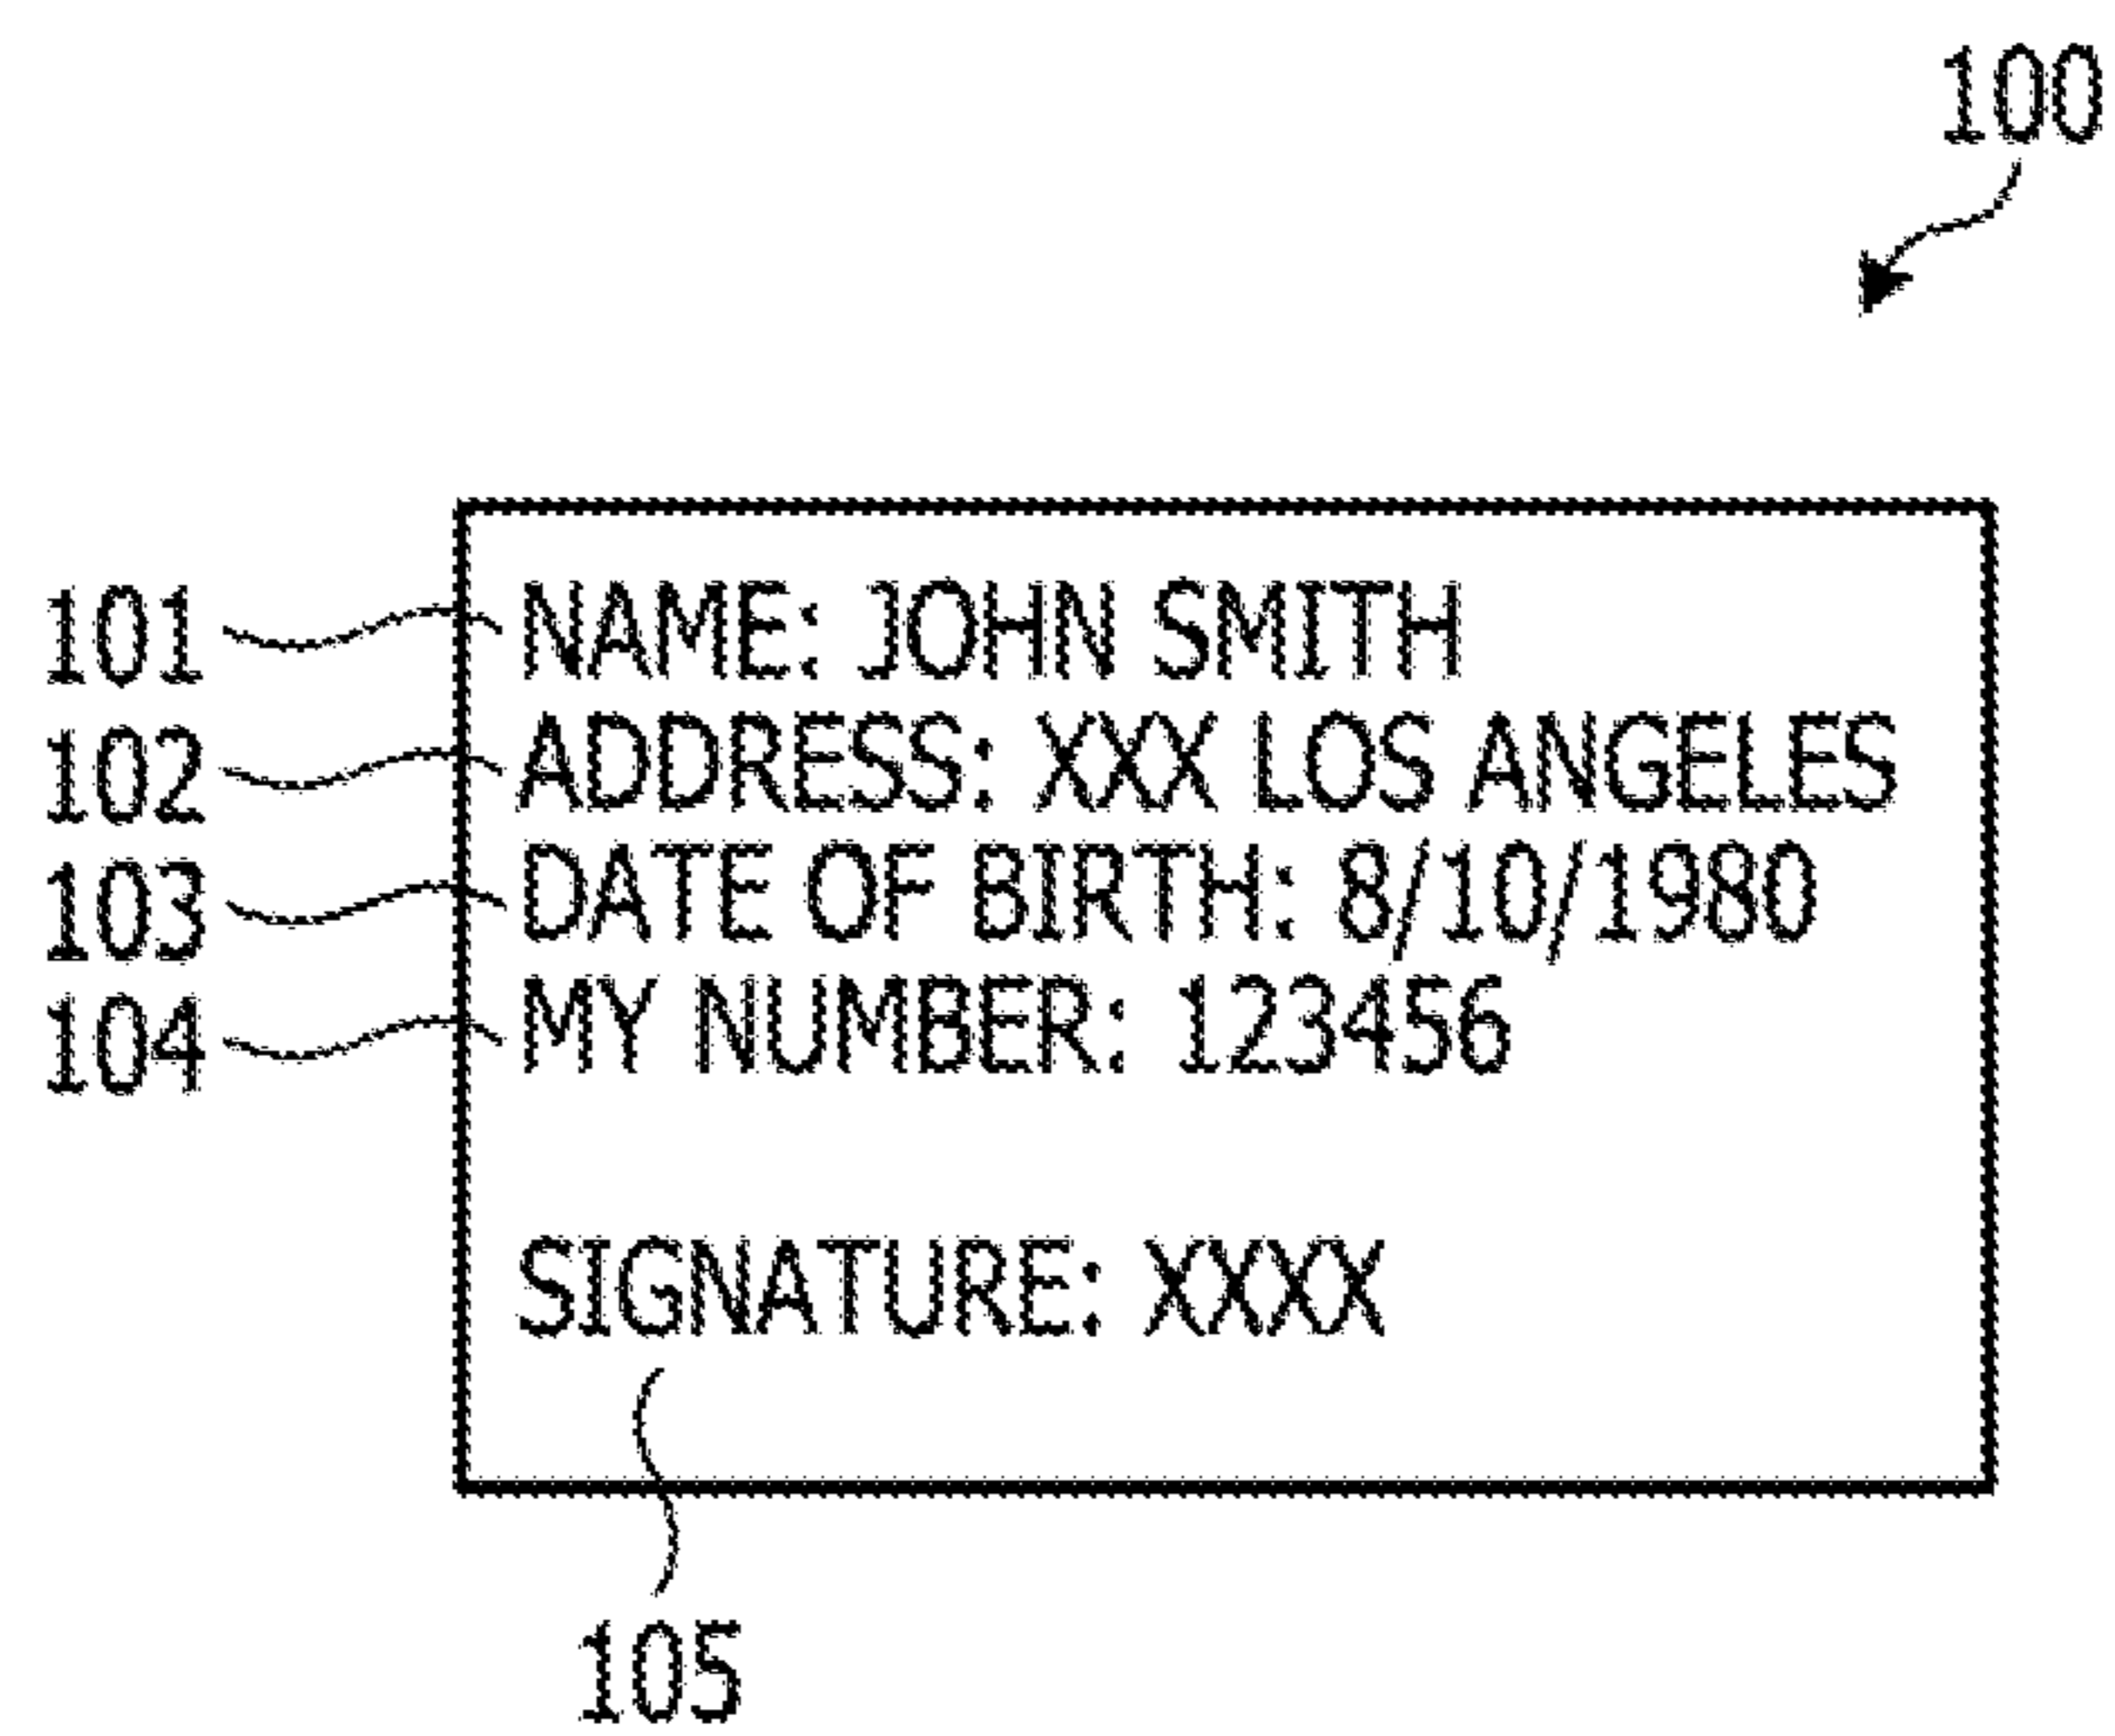 100
101 NAME: JOHN SMITH
102 ADDRESS: XXX LOS ANGELES
103 DATE OF BIRTH: 8/10/1980
104 MY NUMBER: 123456
SIGNATURE: XXXX
105